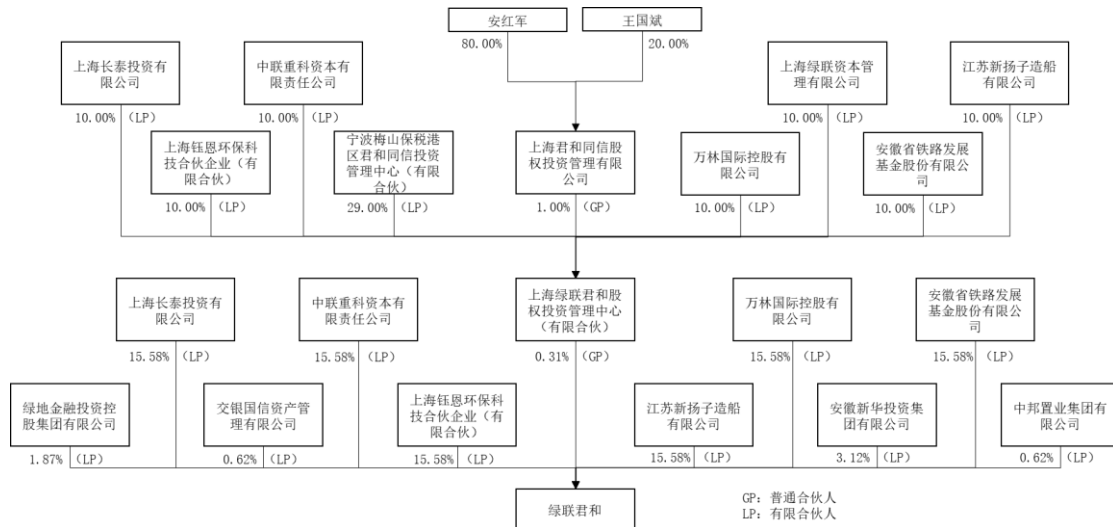 安红军
王国斌
80.00%
20.00%
上海长泰投资有
限公司
中联重科资本有
限责任公司
上海绿联资本管
理有限公司
江苏新扬子造船
有限公司
10.00% (LP)
10.00% (LP)
10.00% (LP)
10.00% (LP)
上海钰恩环保科
技合伙企业（有
限合伙）
宁波梅山保税港
区君和同信投资
管理中心（有限
合伙）
上海君和同信股
权投资管理有限
公司
万林国际控股有
限公司
安徽省铁路发展
基金股份有限公
司
10.00% (LP)
29.00% (LP)
1.00% (GP)
10.00% (LP)
10.00% (LP)
上海长泰投资有
限公司
中联重科资本有
限责任公司
上海绿联君和股
权投资管理中心
（有限合伙）
万林国际控股有
限公司
安徽省铁路发展
基金股份有限公
司
15.58% (LP)
15.58% (LP)
0.31% (GP)
15.58% (LP)
15.58% (LP)
绿地金融投资控
股集团有限公司
交银国信资产管
理有限公司
上海钰恩环保科
技合伙企业（有
限合伙）
江苏新扬子造船
有限公司
安徽新华投资集
团有限公司
中邦置业集团有
限公司
1.87% (LP)
0.62% (LP)
15.58% (LP)
15.58% (LP)
3.12% (LP)
0.62% (LP)
绿联君和
GP：普通合伙人
LP：有限合伙人